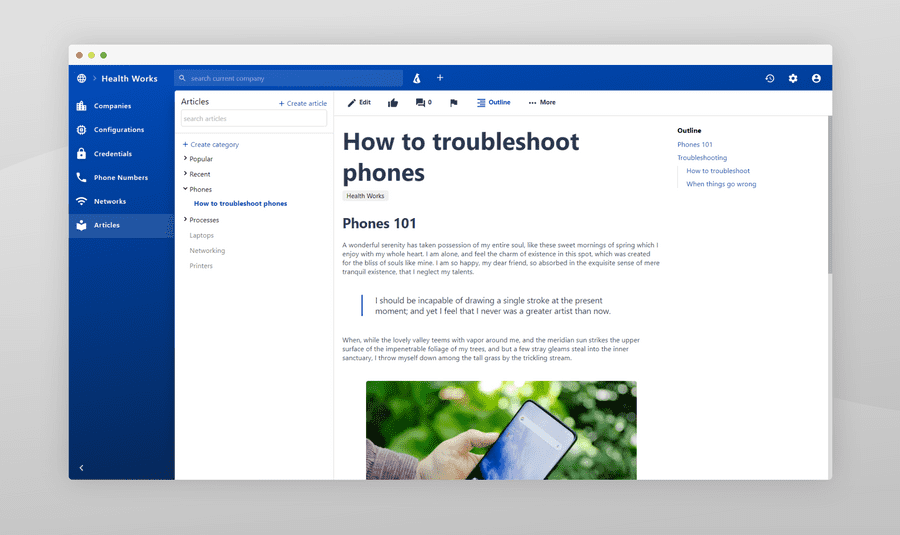 Health Works
search current company
Companies
Configurations
Credentials
Phone Numbers
Networks
Articles
Articles
+ Create article
search articles
+ Create category
Popular
Recent
Phones
How to troubleshoot phones
Processes
Laptops
Networking
Printers
Edit
0
Outline
More
How to troubleshoot
phones
Health Works
Phones 101
A wonderful serenity has taken possession of my entire soul, like these sweet mornings of spring which I
enjoy with my whole heart. I am alone, and feel the charm of existence in this spot, which was created
for the bliss of souls like mine. I am so happy, my dear friend, so absorbed in the exquisite sense of mere
tranquil existence, that I neglect my talents.
I should be incapable of drawing a single stroke at the present
moment; and yet I feel that I never was a greater artist than now.
When, while the lovely valley teems with vapor around me, and the meridian sun strikes the upper
surface of the impenetrable foliage of my trees, and but a few stray gleams steal into the inner
sanctuary, I throw myself down among the tall grass by the trickling stream.
Outline
Phones 101
Troubleshooting
How to troubleshoot
When things go wrong